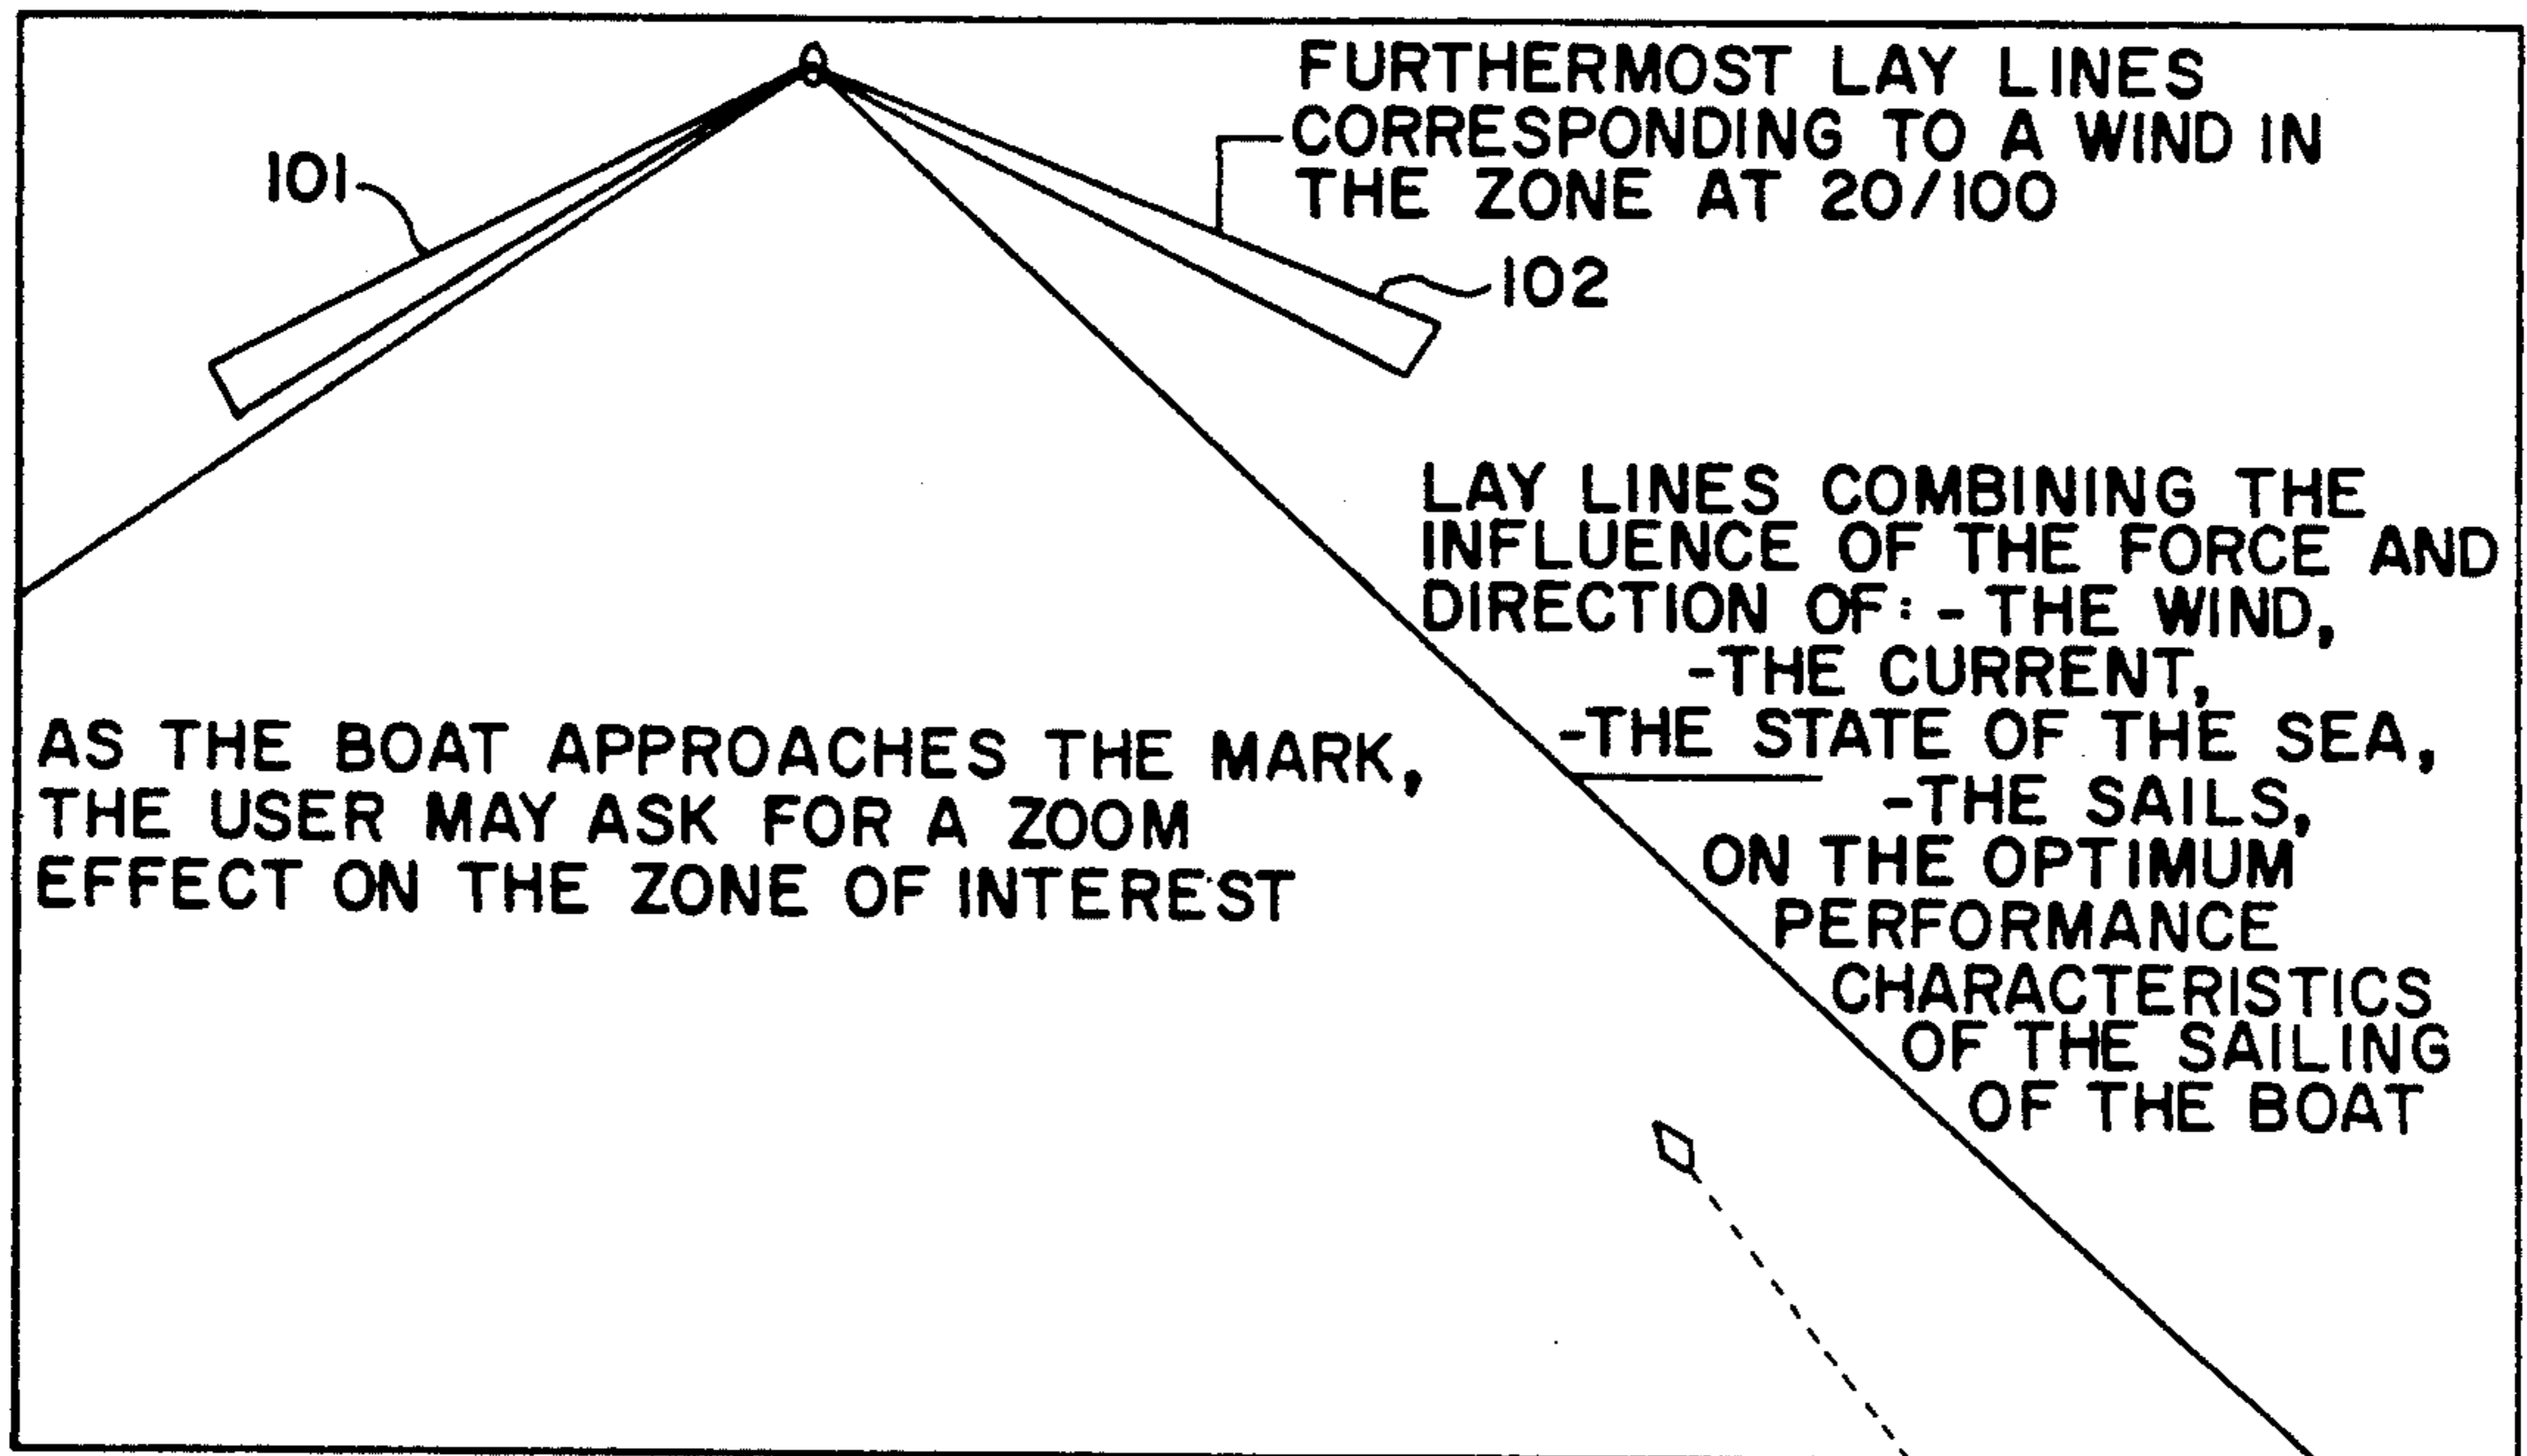 FURTHERMOST LAY LINES
CORRESPONDING TO A WIND IN
THE ZONE AT 20/100
101
102
LAY LINES COMBINING THE
INFLUENCE OF THE FORCE AND
DIRECTION OF: - THE WIND,
-THE CURRENT,
-THE STATE OF THE SEA,
-THE SAILS,
ON THE OPTIMUM
PERFORMANCE
CHARACTERISTICS
OF THE SAILING
OF THE BOAT
AS THE BOAT APPROACHES THE MARK,
THE USER MAY ASK FOR A ZOOM
EFFECT ON THE ZONE OF INTEREST